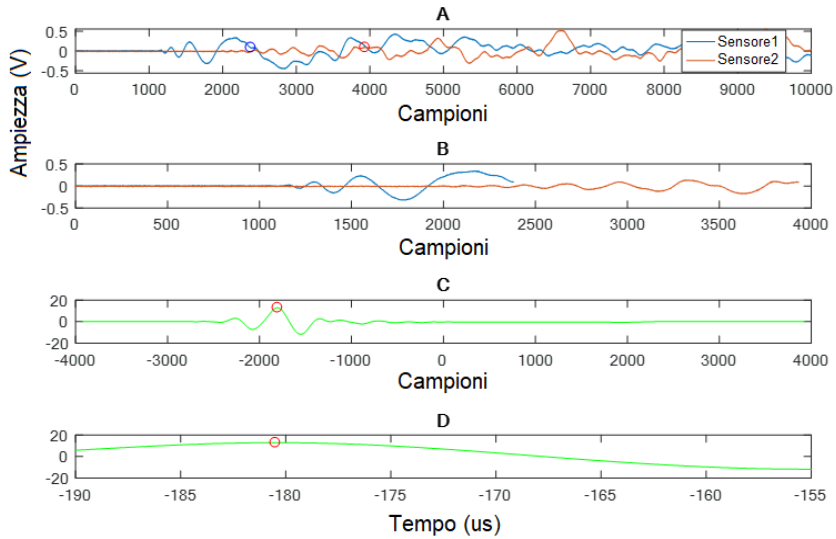 A
0.5
0
-0.5
0 1000 2000 3000 4000 5000 6000 7000 8000 9000 10000
Campioni
Sensore1
Sensore2
Ampiezza (V)
B
0.5
0
-0.5
0 500 1000 1500 2000 2500 3000 3500 4000
Campioni
C
20
0
-20
-4000 -3000 -2000 -1000 0 1000 2000 3000 4000
Campioni
D
20
0
-20
-190 -185 -180 -175 -170 -165 -160 -155
Tempo (us)